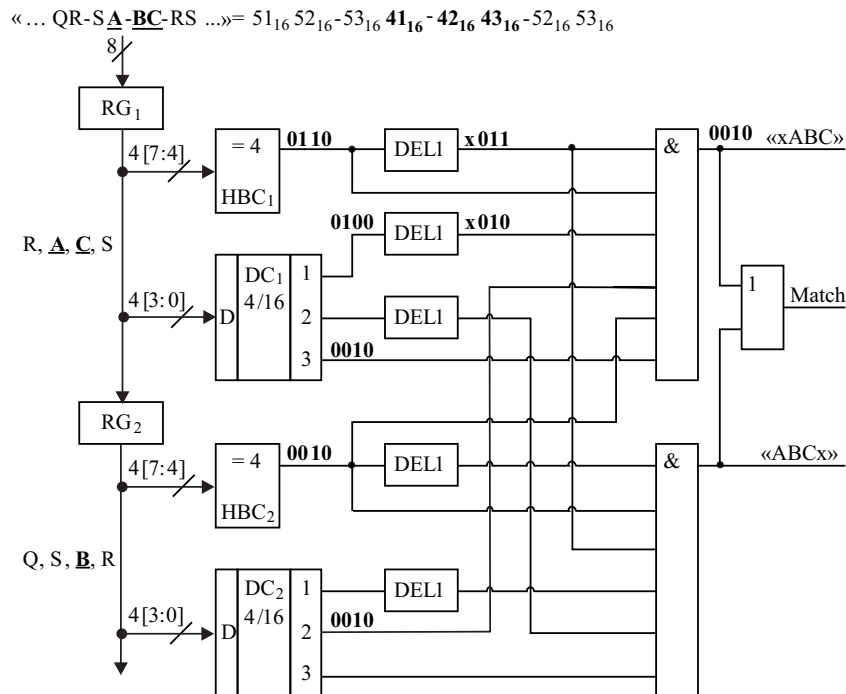 « … QR-SA-BC-RS ...»= 51₁₆ 52₁₆-53₁₆ 41₁₆- 42₁₆ 43₁₆-52₁₆ 53₁₆
8
RG₁
4 [7:4]
= 4
HBC₁
0110
DEL1
x011
&
0010
«xABC»
R, A, C, S
0100
DEL1
x010
4 [3:0]
D
DC₁
4/16
1
2
3
DEL1
0010
1
Match
RG₂
4 [7:4]
= 4
HBC₂
0010
DEL1
&
«ABCx»
Q, S, B, R
4 [3:0]
D
DC₂
4/16
1
2
3
DEL1
0010